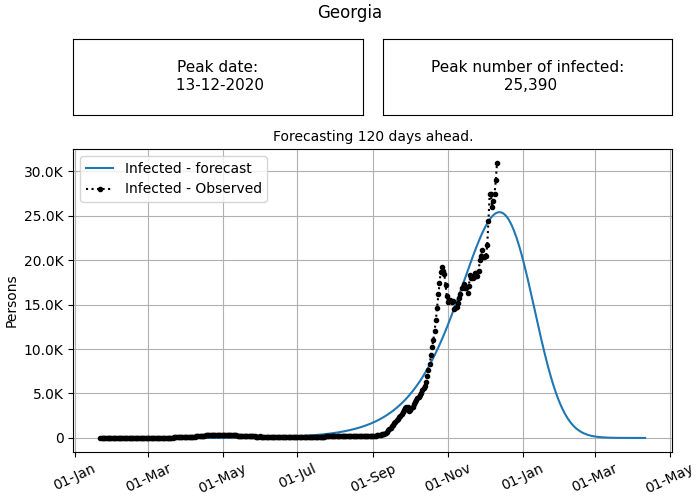 Georgia
Peak date:
13-12-2020
Peak number of infected:
25,390
Forecasting 120 days ahead.
Infected - forecast
Infected - Observed
Persons
30.0K
25.0K
20.0K
15.0K
10.0K
5.0K
0
01-Jan
01-Mar
01-May
01-Jul
01-Sep
01-Nov
01-Jan
01-Mar
01-May